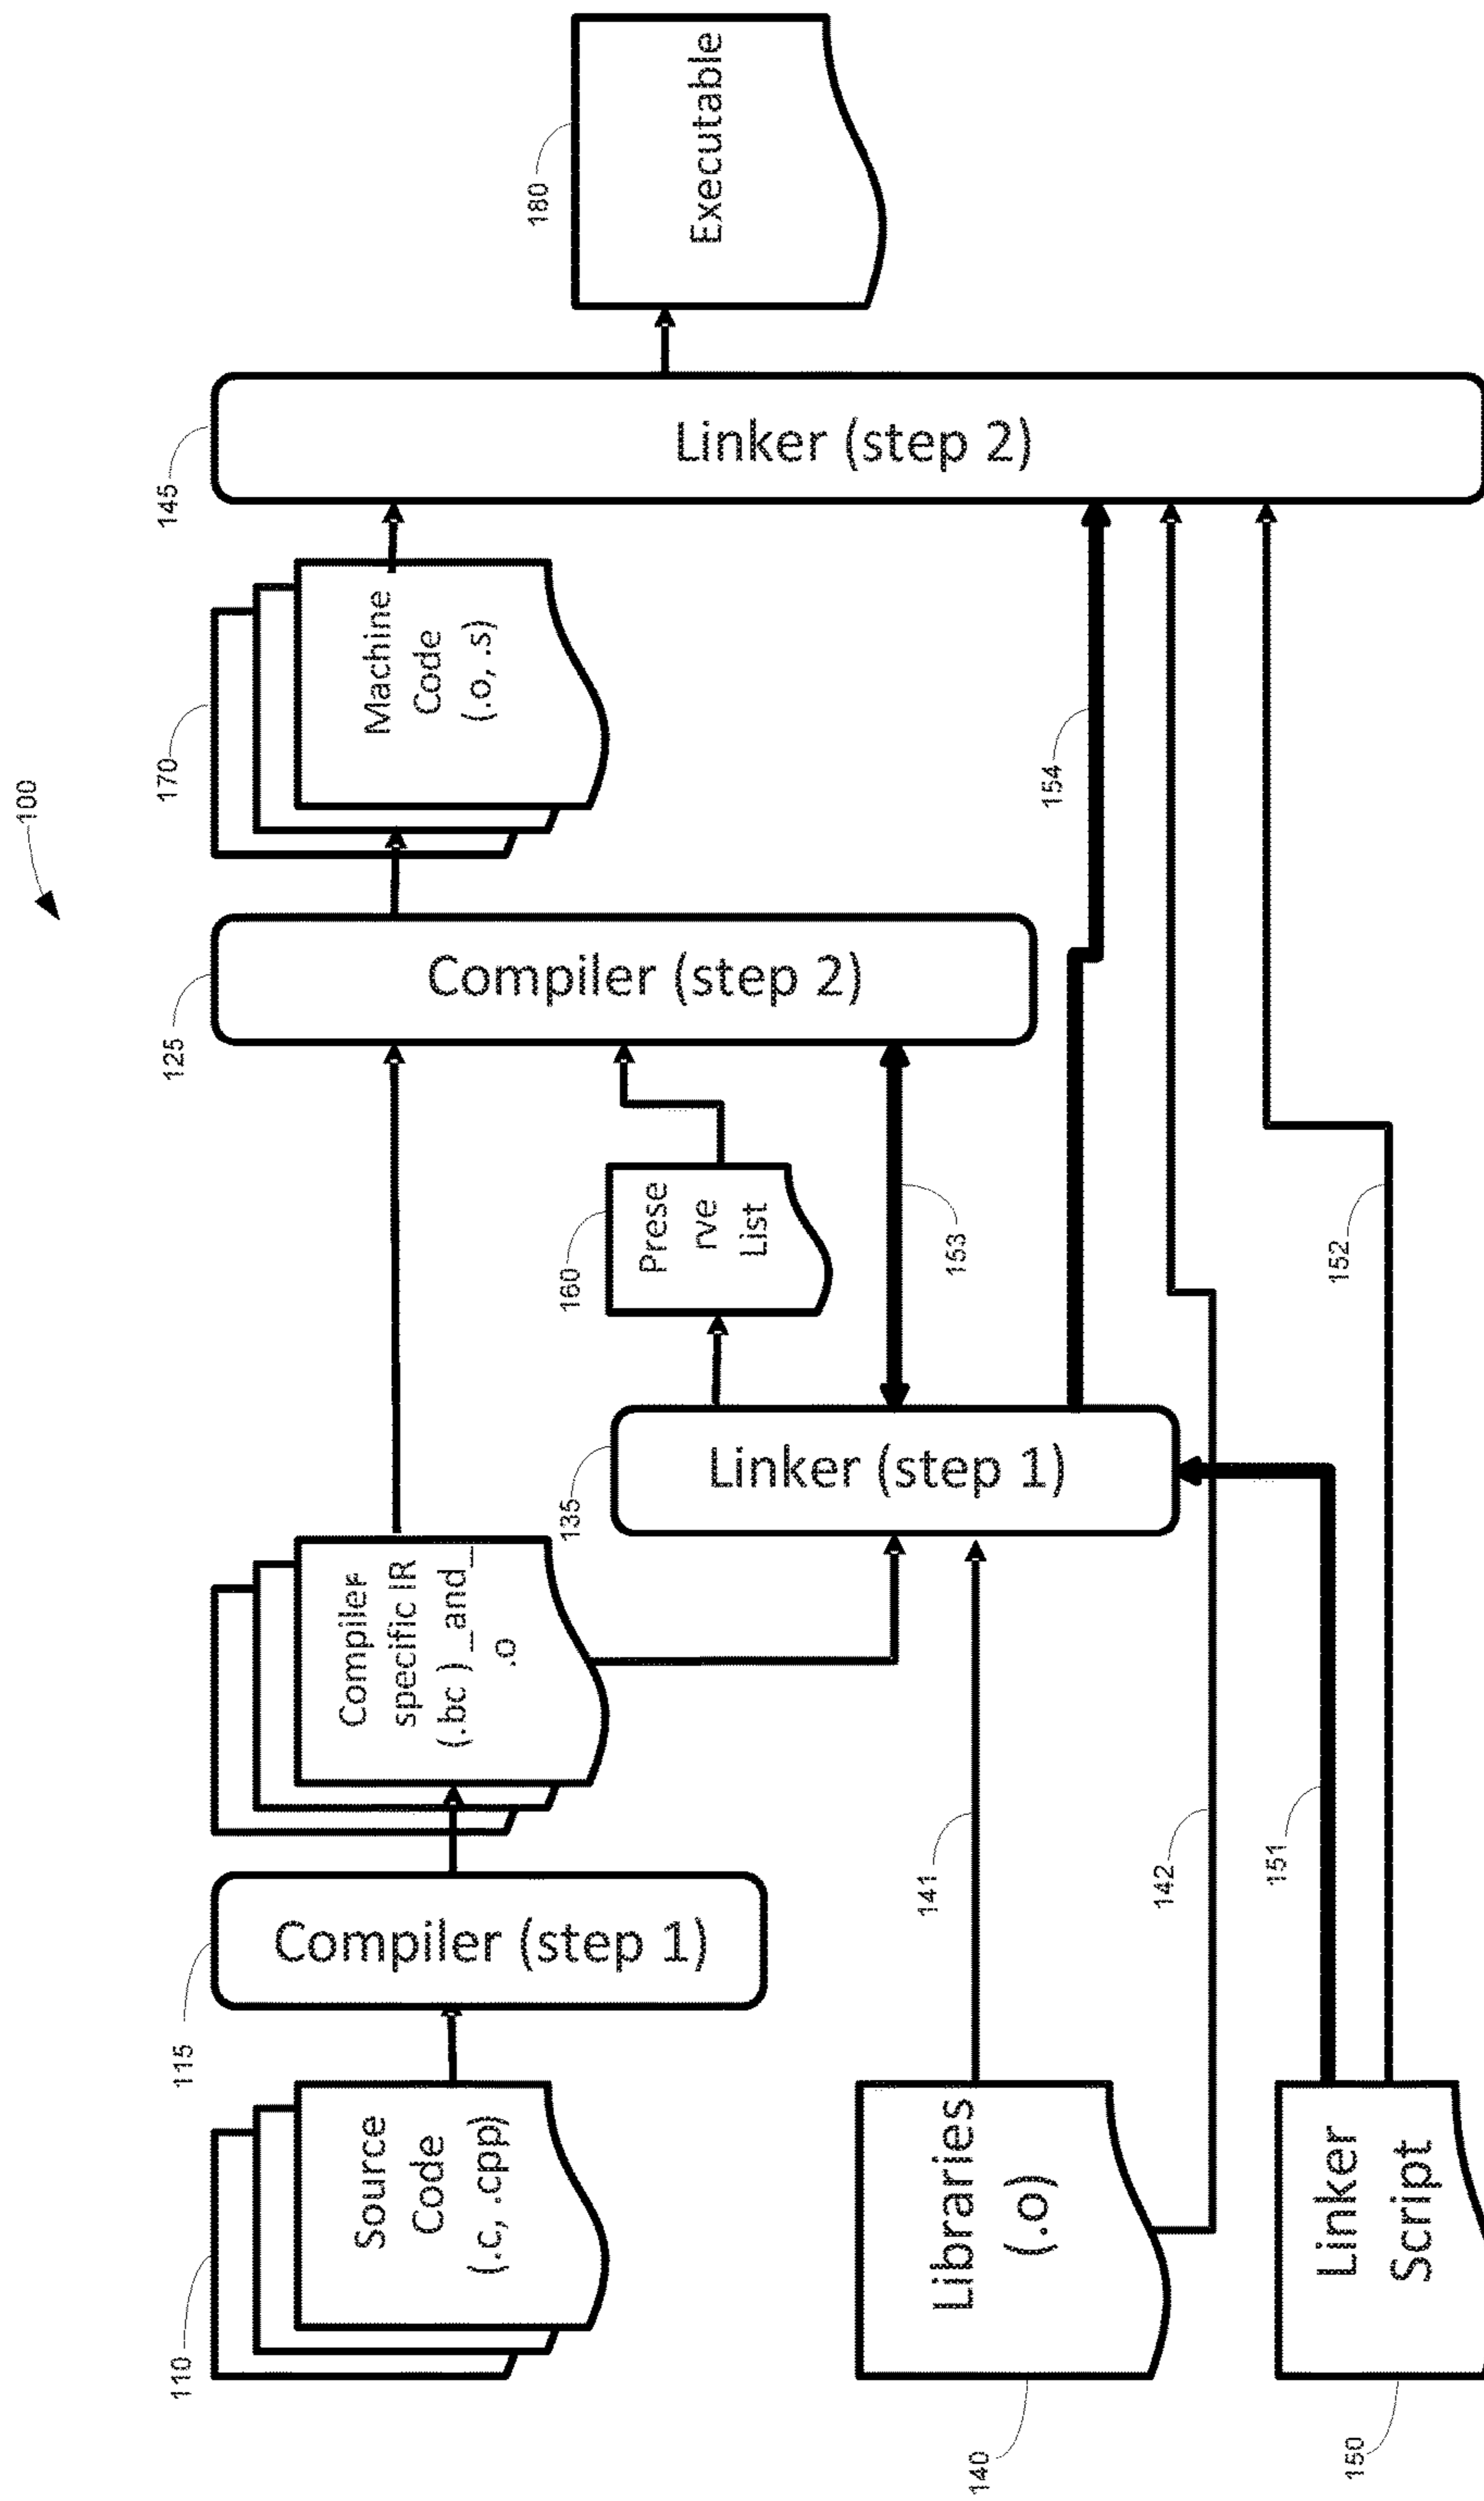 100
110
Source
Code
(.c, .cpp)
115
Compiler (step 1)
Compiler
specific IR
(.bc ) _and_
.o
125
Compiler (step 2)
170
Machine
Code
(.o, .s)
145
Linker (step 2)
180
Executable
135
Linker (step 1)
160
Prese
rve
List
153
154
140
Libraries
(.o)
141
142
150
Linker
Script
151
152